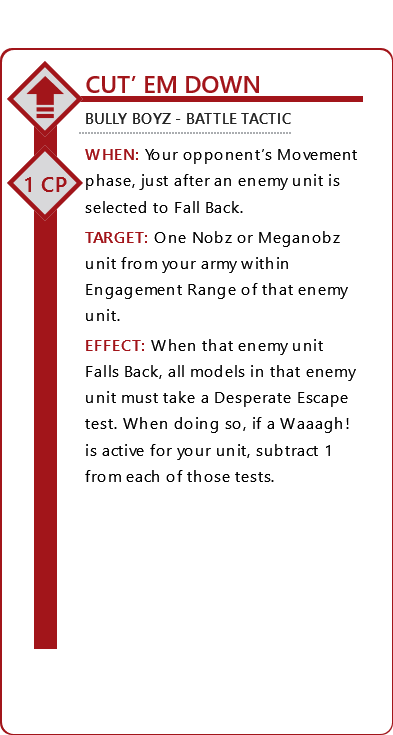 CUT’ EM DOWN
BULLY BOYZ - BATTLE TACTIC
1 CP
WHEN: Your opponent’s Movement
phase, just after an enemy unit is
selected to Fall Back.
TARGET: One Nobz or Meganobz
unit from your army within
Engagement Range of that enemy
unit.
EFFECT: When that enemy unit
Falls Back, all models in that enemy
unit must take a Desperate Escape
test. When doing so, if a Waaagh!
is active for your unit, subtract 1
from each of those tests.